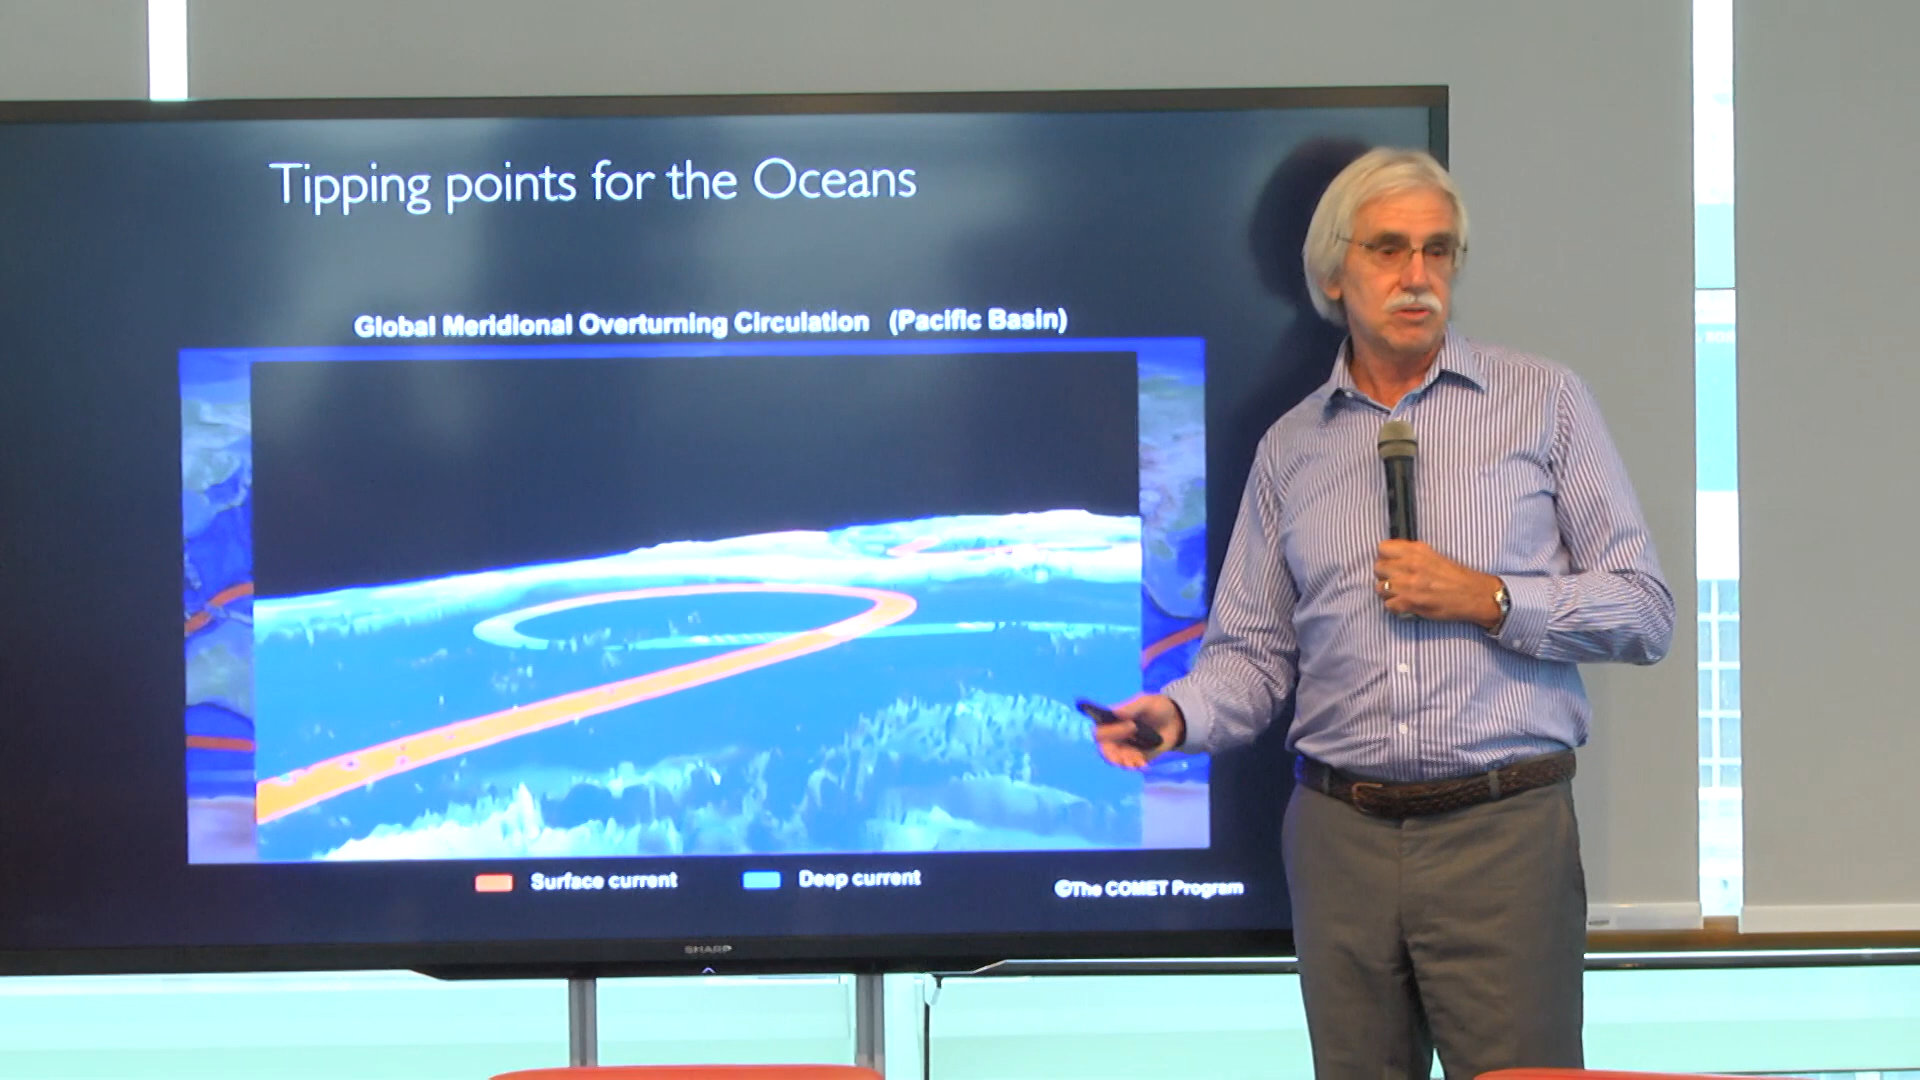 Tipping points for the Oceans
Global Meridional Overturning Circulation (Pacific Basin)
Surface current
Deep current
©The COMET Program
SHARP